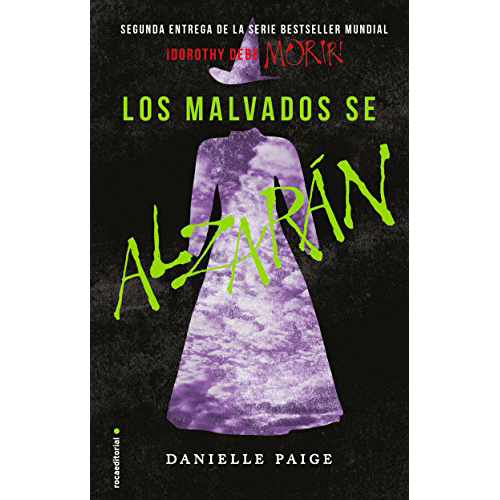 SEGUNDA ENTREGA DE LA SERIE BESTSELLER MUNDIAL
¡DOROTHY DEBE MORIR!
LOS MALVADOS SE
ALZARÁN
DANIELLE PAIGE
rocaeditorial